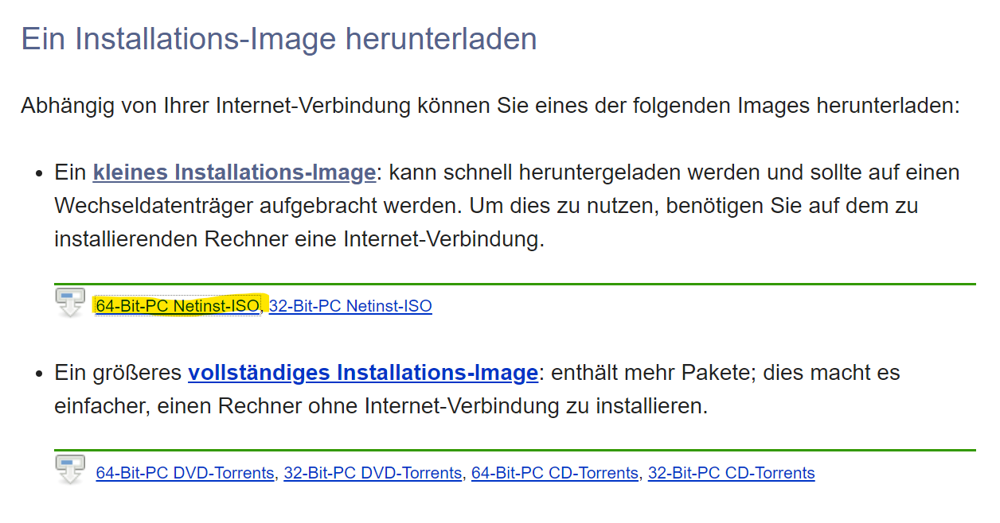 Ein Installations-Image herunterladen
Abhängig von Ihrer Internet-Verbindung können Sie eines der folgenden Images herunterladen:
• Ein kleines Installations-Image: kann schnell heruntergeladen werden und sollte auf einen
Wechseldatenträger aufgebracht werden. Um dies zu nutzen, benötigen Sie auf dem zu
installierenden Rechner eine Internet-Verbindung.
64-Bit-PC Netinst-ISO, 32-Bit-PC Netinst-ISO
• Ein größeres vollständiges Installations-Image: enthält mehr Pakete; dies macht es
einfacher, einen Rechner ohne Internet-Verbindung zu installieren.
64-Bit-PC DVD-Torrents, 32-Bit-PC DVD-Torrents, 64-Bit-PC CD-Torrents, 32-Bit-PC CD-Torrents